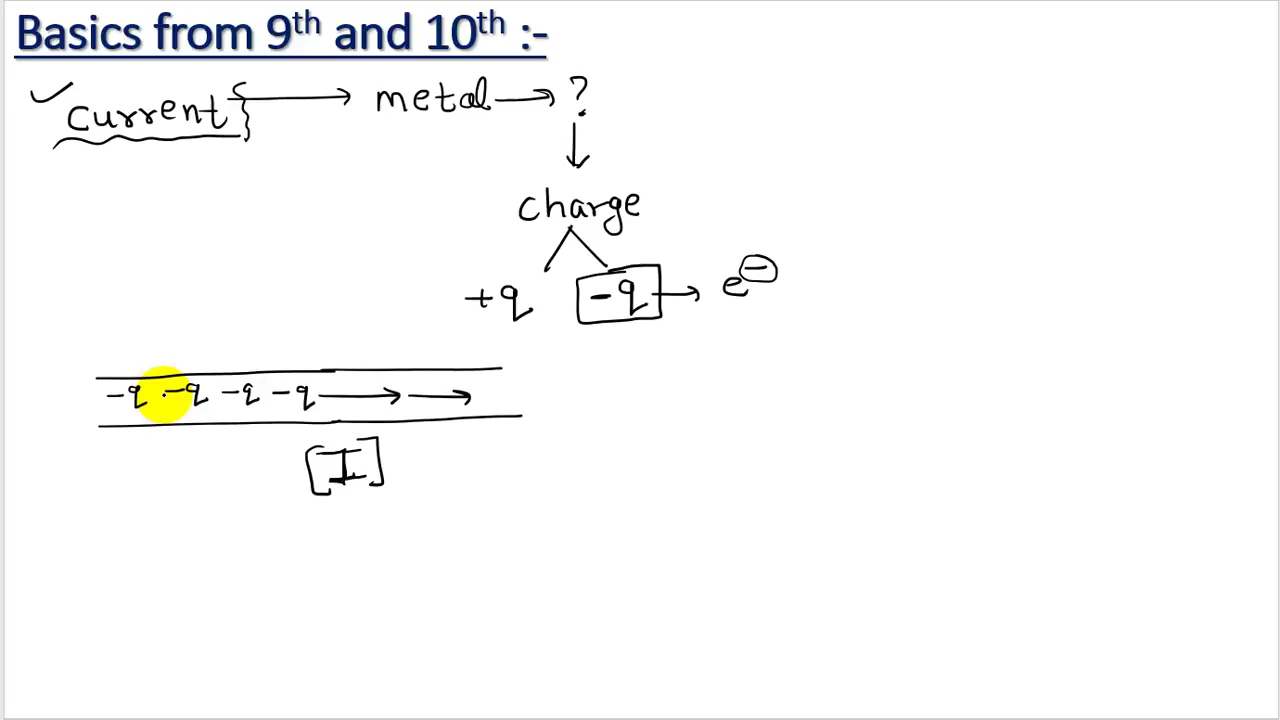 Basics from 9th and 10th :-
current → metal → ?
charge
+q -q → e-
-q -q -q -q → →
[I]